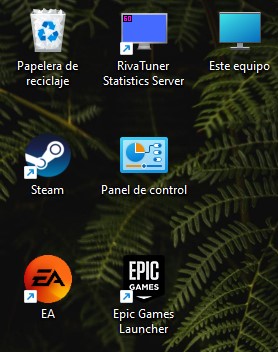 60
Papelera de
reciclaje
RivaTuner
Statistics Server
Este equipo
Steam
Panel de control
EA
EA
EPIC
GAMES
Epic Games
Launcher